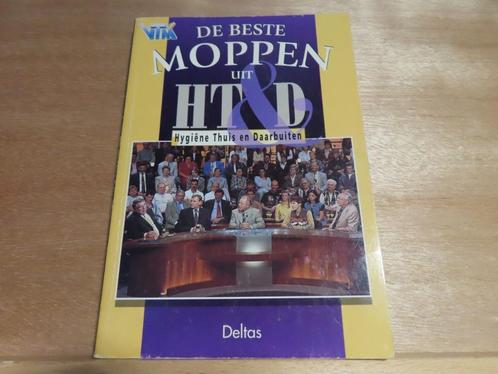 VTM
DE BESTE
MOPPEN
UIT
HT&D
Hygiëne Thuis en Daarbuiten
Deltas